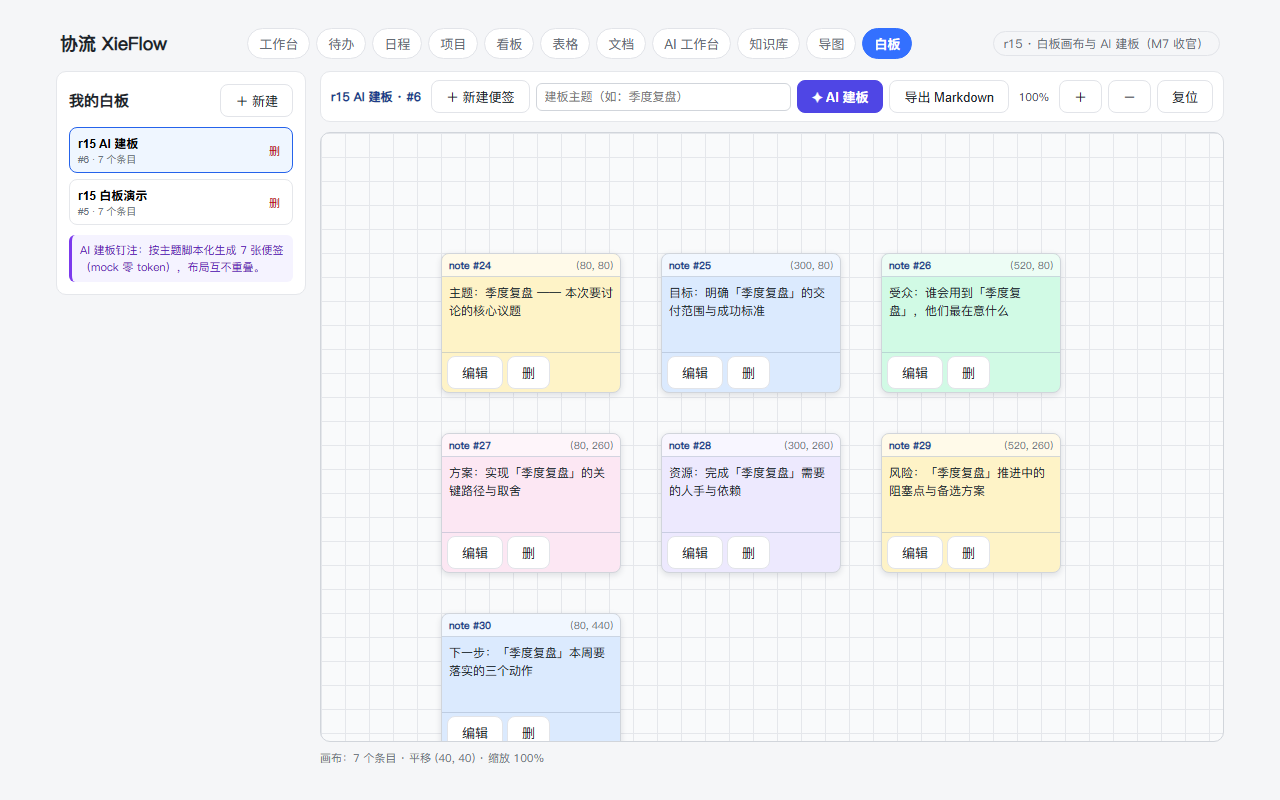 协流 XieFlow
工作台
待办
日程
项目
看板
表格
文档
AI 工作台
知识库
导图
白板
r15 · 白板画布与 AI 建板（M7 收官）
我的白板
＋ 新建
r15 AI 建板
#6 · 7 个条目
删
r15 白板演示
#5 · 7 个条目
删
AI 建板钉注：按主题脚本化生成 7 张便签
（mock 零 token），布局互不重叠。
r15 AI 建板 · #6
＋ 新建便签
建板主题（如：季度复盘）
✦ AI 建板
导出 Markdown
100%
＋
－
复位
note #24 (80, 80)
主题：季度复盘 —— 本次要讨
论的核心议题
编辑 删
note #25 (300, 80)
目标：明确「季度复盘」的交
付范围与成功标准
编辑 删
note #26 (520, 80)
受众：谁会用到「季度复
盘」，他们最在意什么
编辑 删
note #27 (80, 260)
方案：实现「季度复盘」的关
键路径与取舍
编辑 删
note #28 (300, 260)
资源：完成「季度复盘」需要
的人手与依赖
编辑 删
note #29 (520, 260)
风险：「季度复盘」推进中的
阻塞点与备选方案
编辑 删
note #30 (80, 440)
下一步：「季度复盘」本周要
落实的三个动作
编辑 删
画布：7 个条目 · 平移 (40, 40) · 缩放 100%